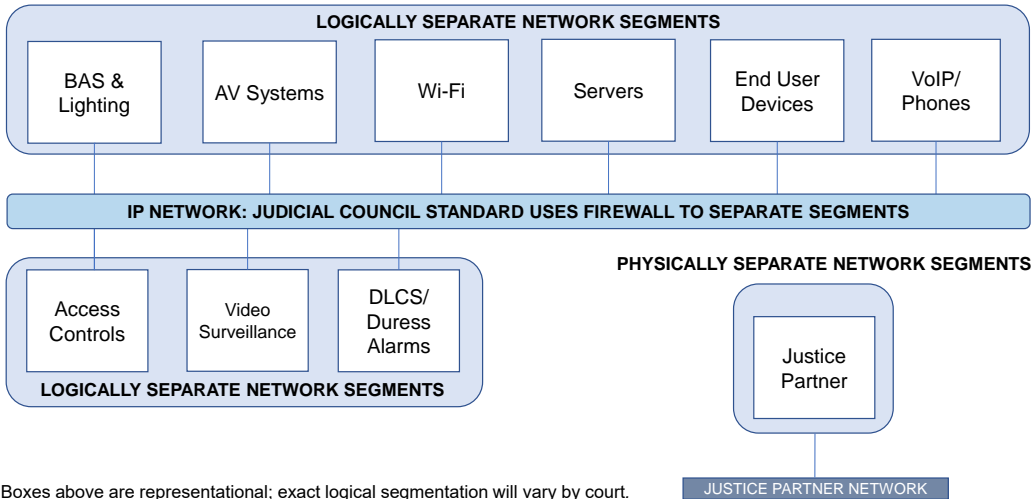 LOGICALLY SEPARATE NETWORK SEGMENTS
BAS &
Lighting
AV Systems
Wi-Fi
Servers
End User
Devices
VoIP/
Phones
IP NETWORK: JUDICIAL COUNCIL STANDARD USES FIREWALL TO SEPARATE SEGMENTS
Access
Controls
Video
Surveillance
DLCS/
Duress
Alarms
LOGICALLY SEPARATE NETWORK SEGMENTS
PHYSICALLY SEPARATE NETWORK SEGMENTS
Justice
Partner
JUSTICE PARTNER NETWORK
Boxes above are representational; exact logical segmentation will vary by court.